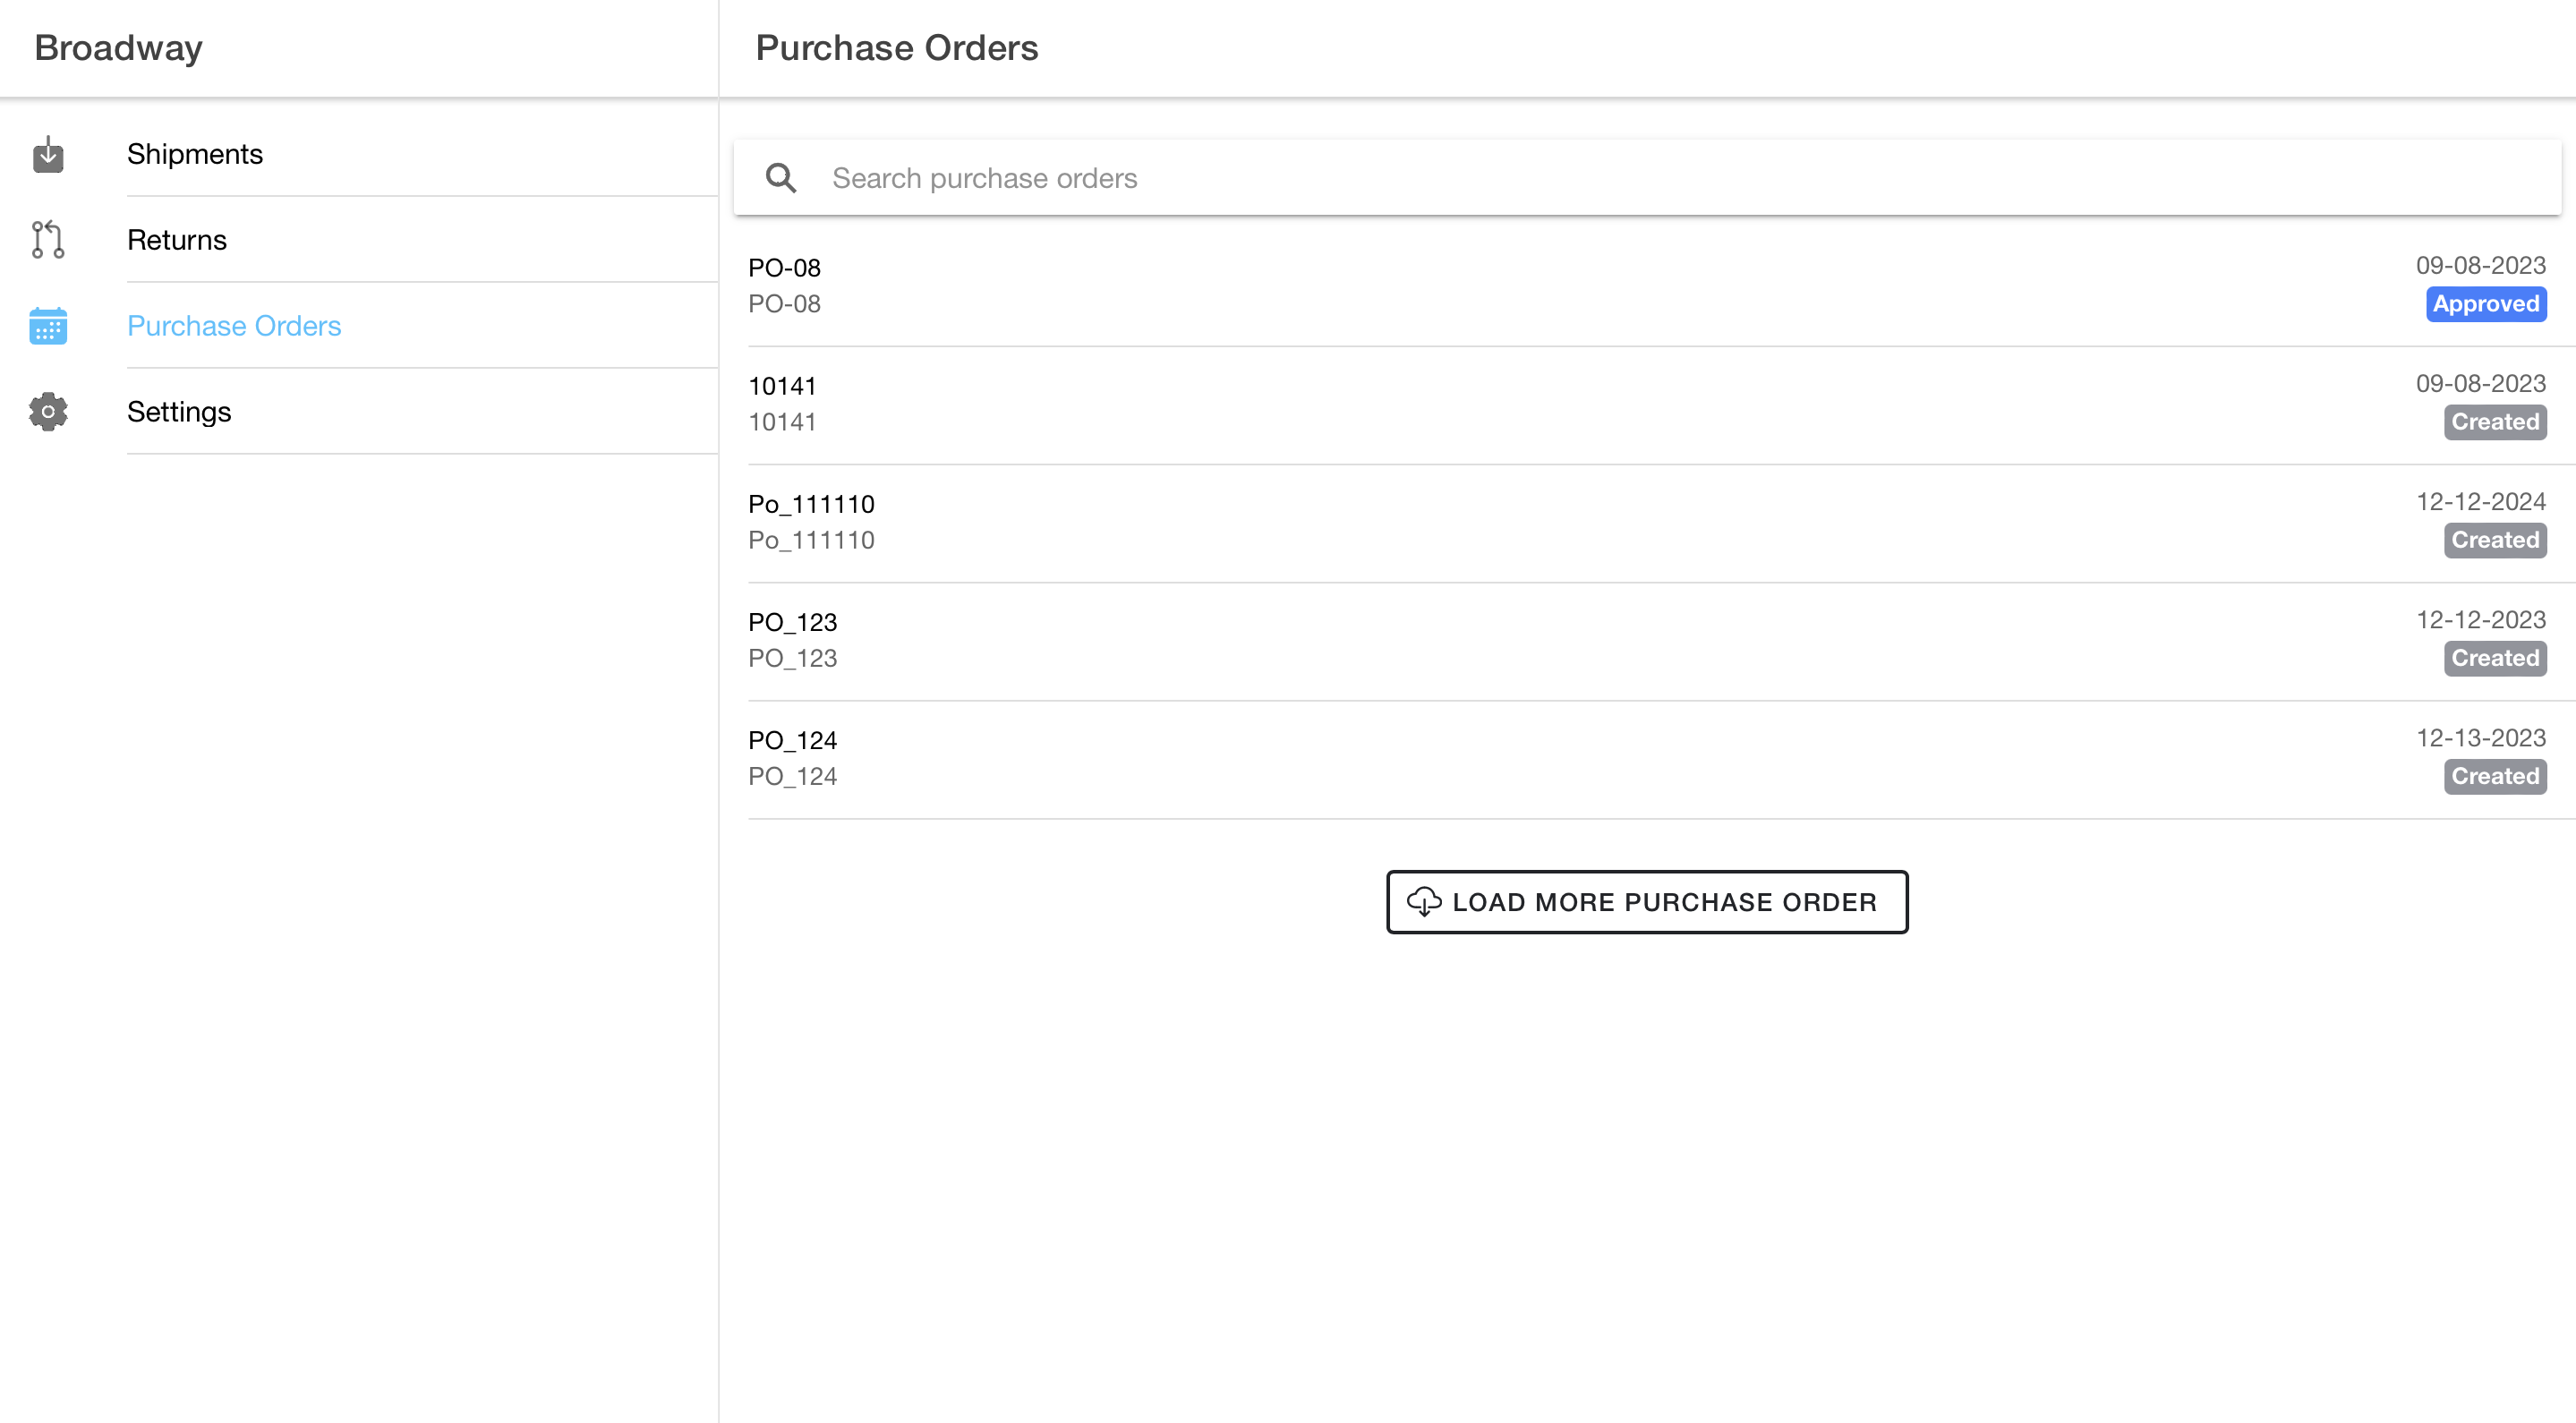 Broadway
Purchase Orders
Shipments
Returns
Purchase Orders
Settings
Search purchase orders
PO-08
PO-08
09-08-2023
Approved
10141
10141
09-08-2023
Created
Po_111110
Po_111110
12-12-2024
Created
PO_123
PO_123
12-12-2023
Created
PO_124
PO_124
12-13-2023
Created
LOAD MORE PURCHASE ORDER